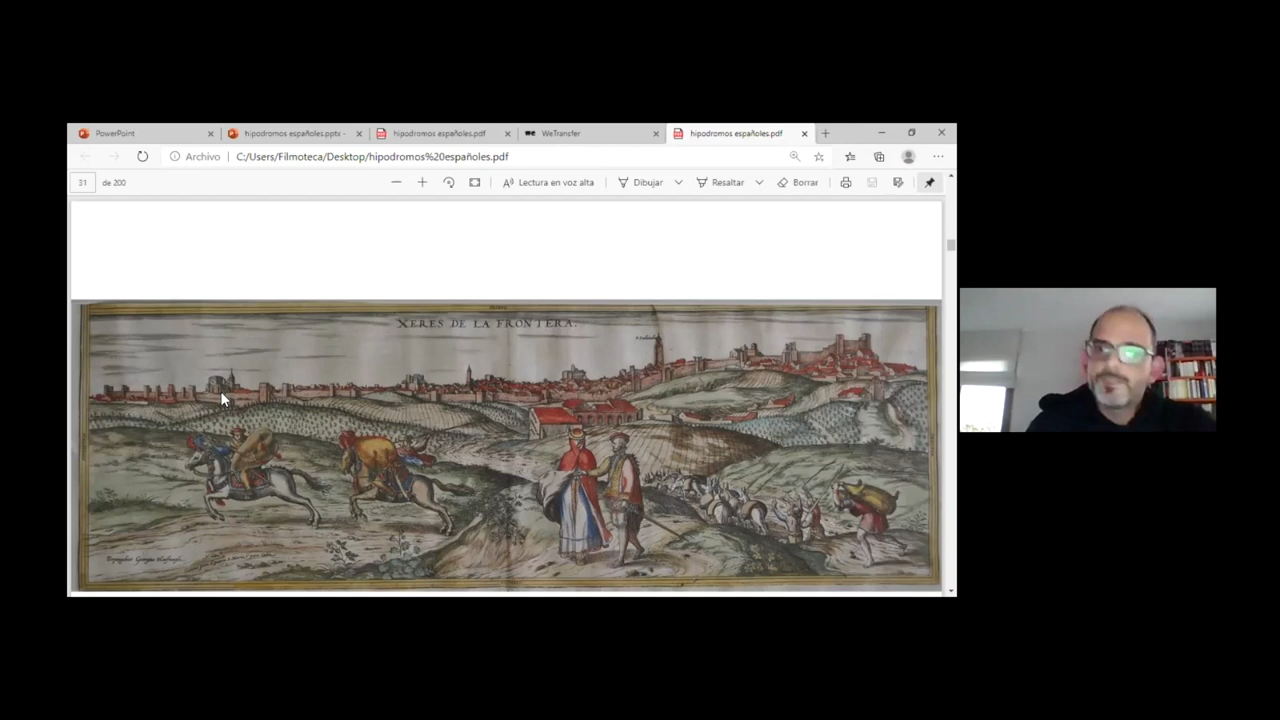 PowerPoint
hipodromos españoles.pptx -
hipodromos españoles.pdf
WeTransfer
hipodromos españoles.pdf
Archivo
C:/Users/Filmoteca/Desktop/hipodromos%20españoles.pdf
31 de 200
Lectura en voz alta
Dibujar
Resaltar
Borrar
XERES DE LA FRONTERA.